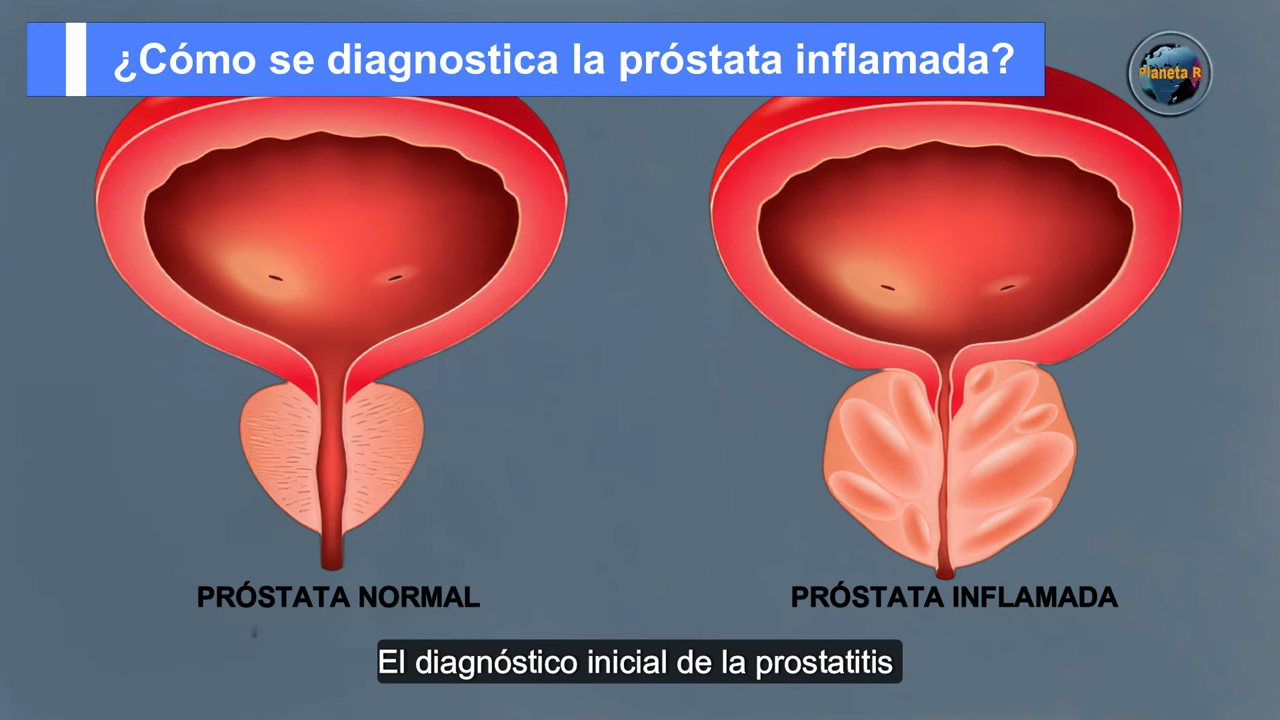 ¿Cómo se diagnostica la próstata inflamada?
Planeta R
PRÓSTATA NORMAL
PRÓSTATA INFLAMADA
El diagnóstico inicial de la prostatitis